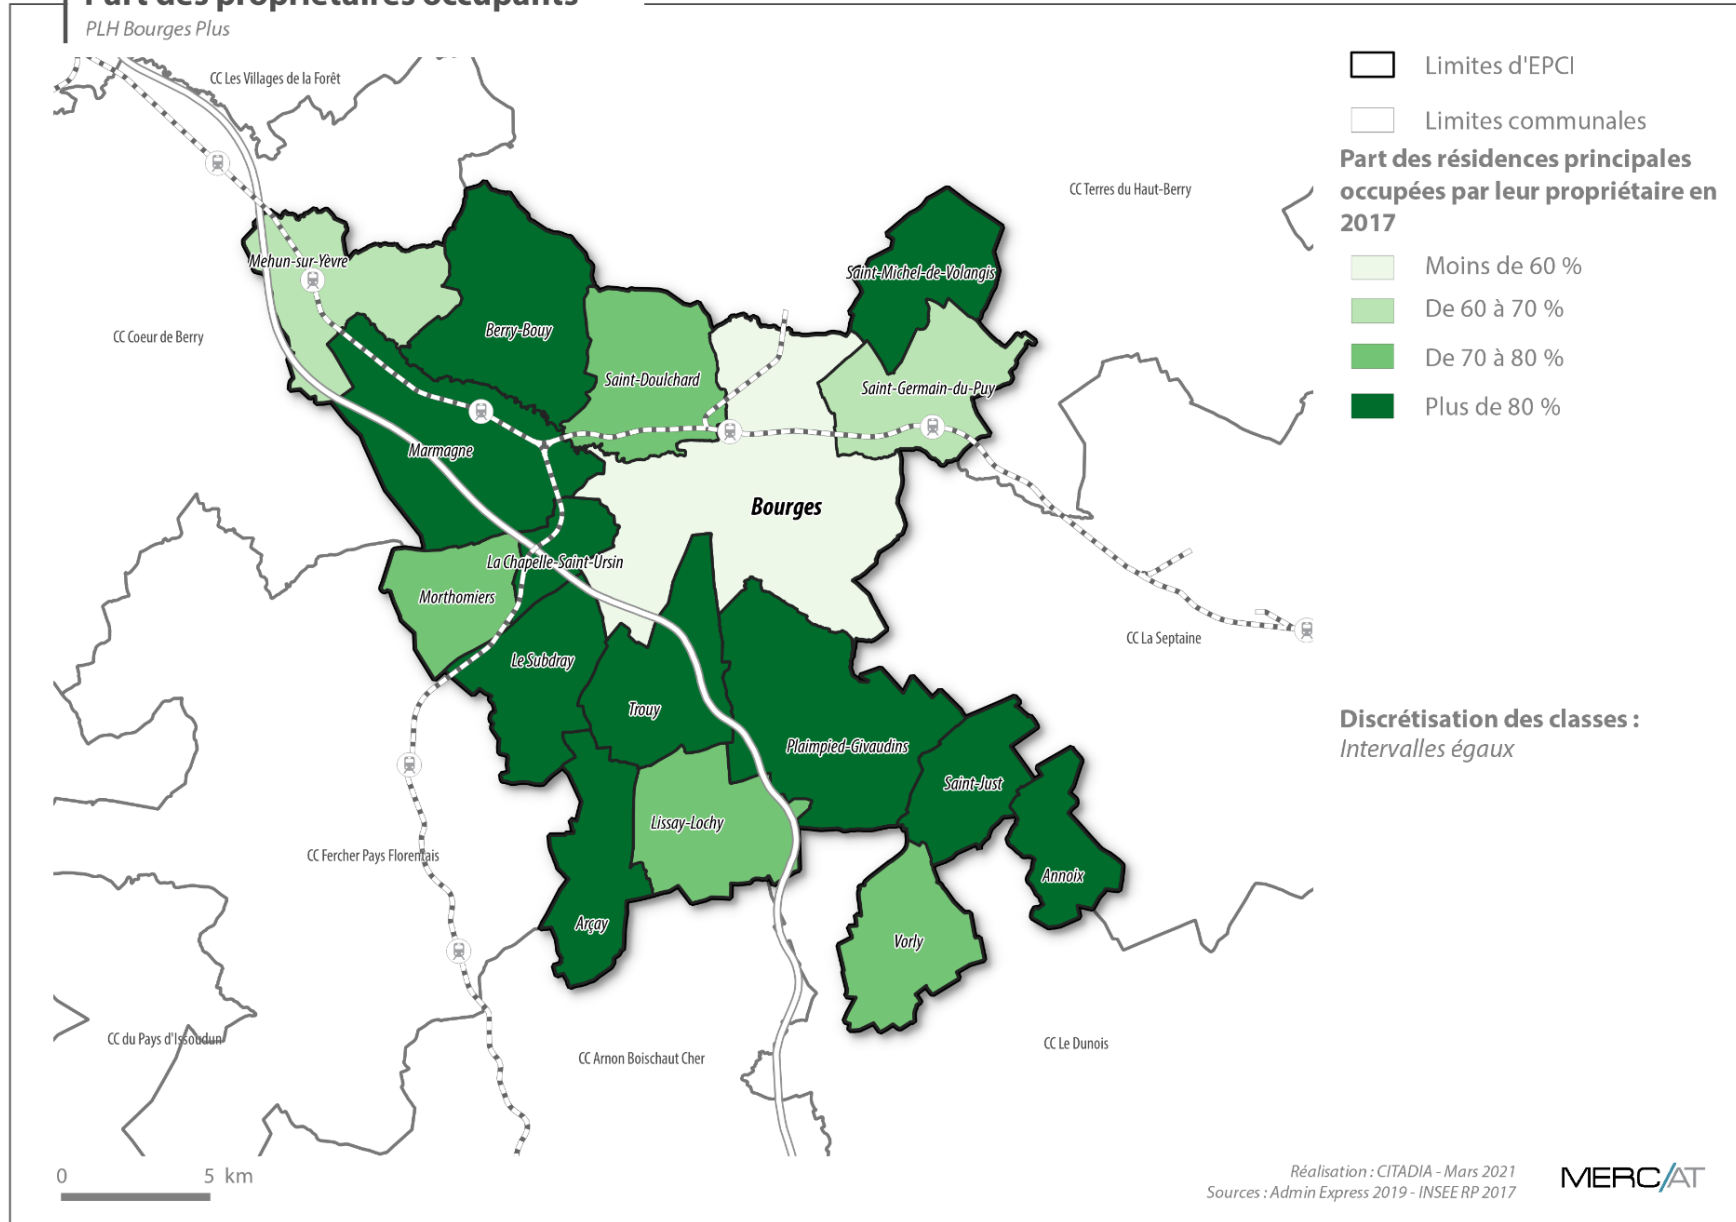 Part des propriétaires occupants
PLH Bourges Plus
CC Les Villages de la Forêt
CC Terres du Haut-Berry
Mehun-sur-Yèvre
Saint-Michel-de-Volangis
CC Coeur de Berry
Berry-Bouy
Saint-Doulchard
Saint-Germain-du-Puy
Marmagne
Bourges
La Chapelle-Saint-Ursin
Morthomiers
CC La Septaine
Le Subdray
Trouy
Plaimpied-Givaudins
Saint-Just
Lissay-Lochy
CC Fercher Pays Florentais
Annoix
Arçay
Vorly
CC du Pays d'Issoudun
CC Arnon Boischaut Cher
CC Le Dunois
Limites d'EPCI
Limites communales
Part des résidences principales
occupées par leur propriétaire en
2017
Moins de 60 %
De 60 à 70 %
De 70 à 80 %
Plus de 80 %
Discrétisation des classes :
Intervalles égaux
0 5 km
Réalisation : CITADIA - Mars 2021
Sources : Admin Express 2019 - INSEE RP 2017
MERC/AT